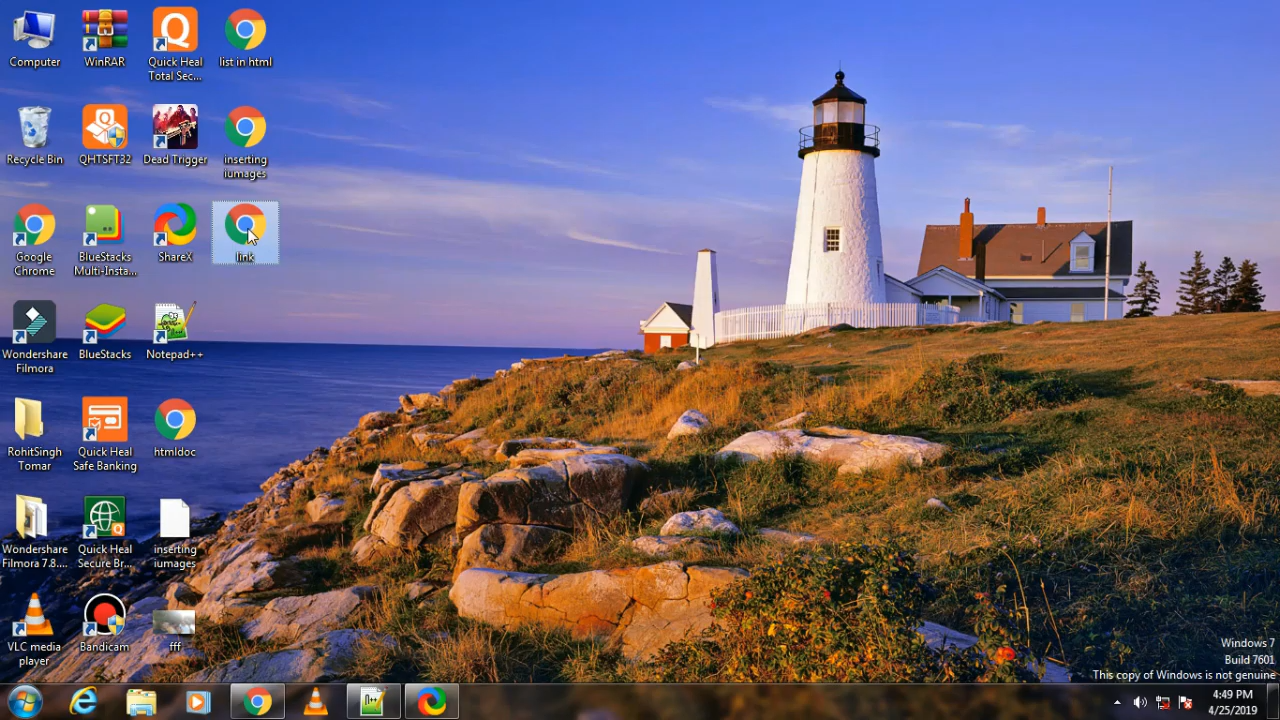 Computer
WinRAR
Quick Heal
Total Sec...
list in html
Recycle Bin
QHTSFT32
Dead Trigger
inserting
iumages
Google
Chrome
BlueStacks
Multi-Insta...
ShareX
link
Wondershare
Filmora
BlueStacks
Notepad++
RohitSingh
Tomar
Quick Heal
Safe Banking
htmldoc
Wondershare
Filmora 7.8....
Quick Heal
Secure Br...
inserting
iumages
VLC media
player
Bandicam
fff
Windows 7
Build 7601
This copy of Windows is not genuine
4:49 PM
4/25/2019